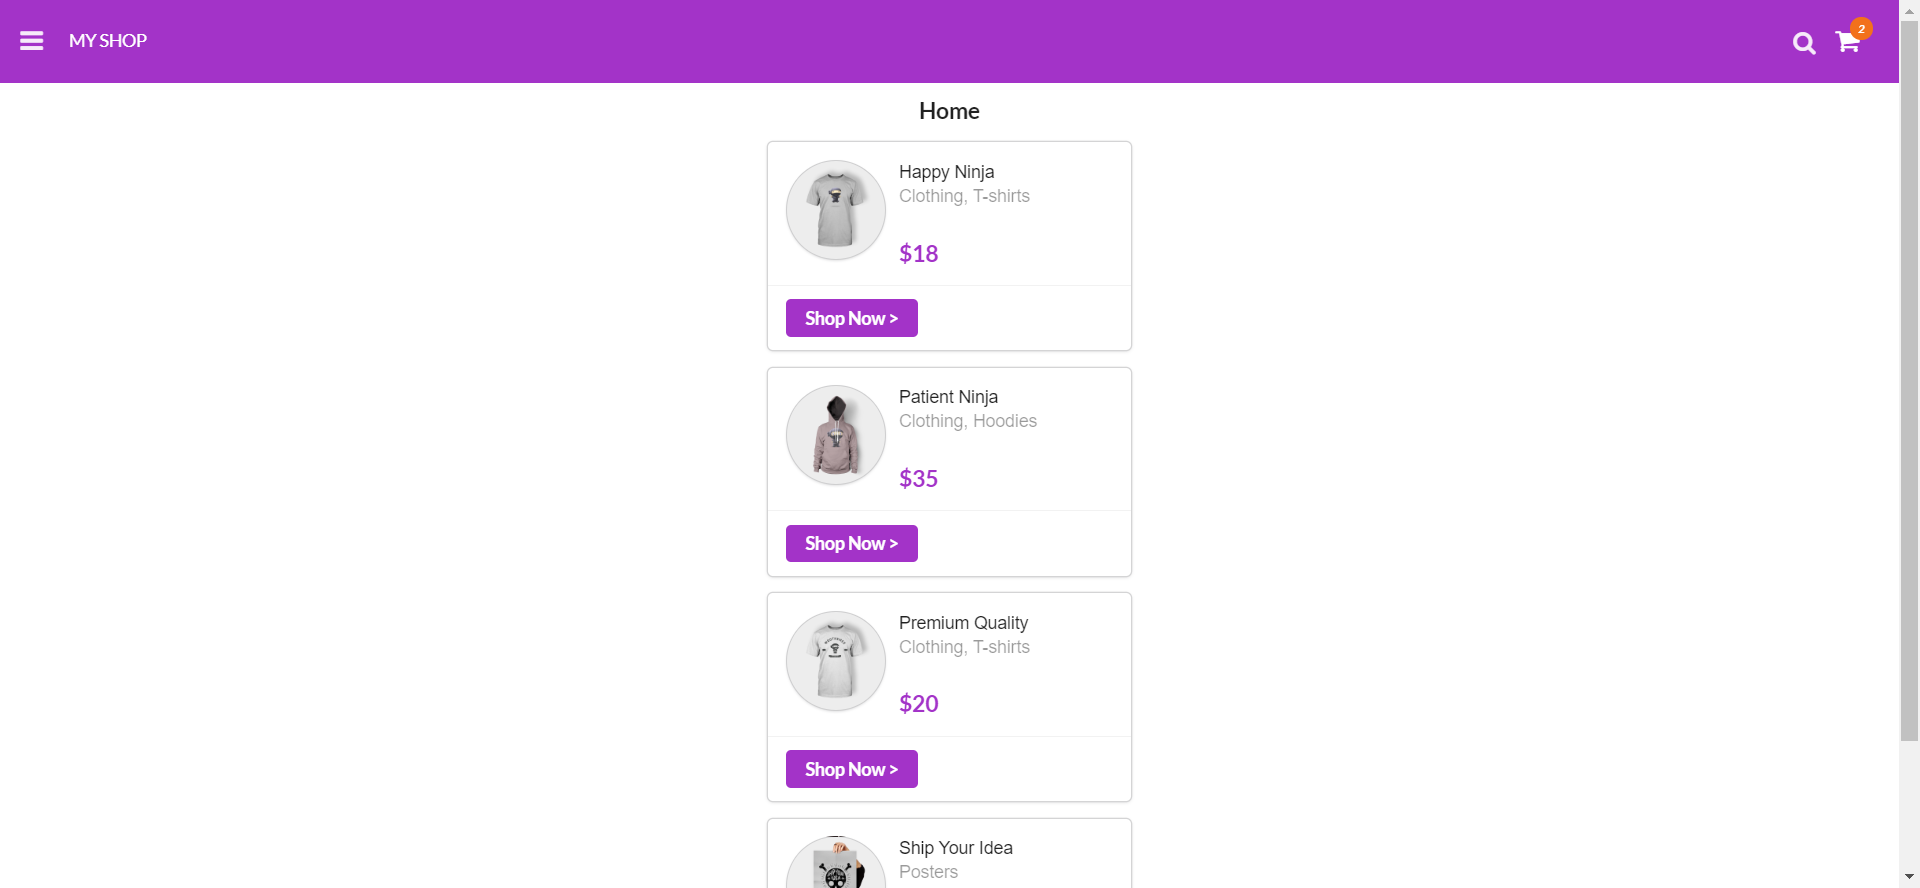 MY SHOP
2
Home
Happy Ninja
Clothing, T-shirts
$18
Shop Now >
Patient Ninja
Clothing, Hoodies
$35
Shop Now >
Premium Quality
Clothing, T-shirts
$20
Shop Now >
Ship Your Idea
Posters